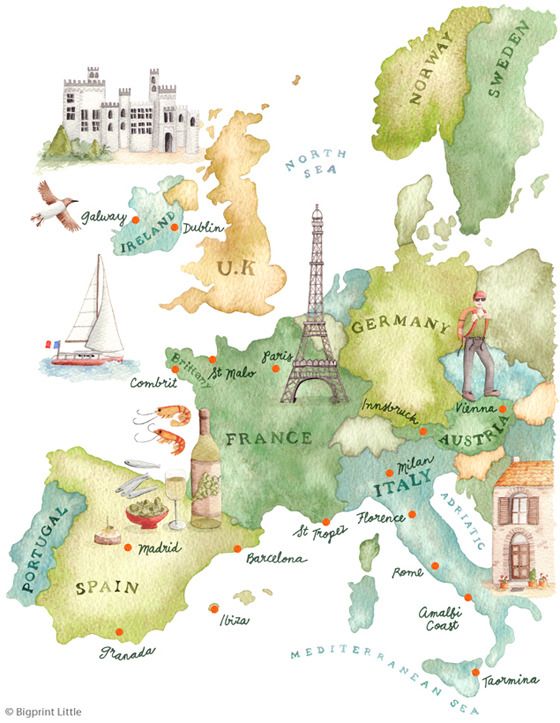 NORWAY
SWEDEN
NORTH
SEA
Galway
IRELAND
Dublin
U.K
GERMANY
Brittany
St Malo
Paris
Combrit
Innsbruck
Vienna
AUSTRIA
FRANCE
Milan
ITALY
PORTUGAL
St Tropez
Florence
ADRIATIC
Madrid
Barcelona
SPAIN
Rome
Ibiza
Amalfi
Coast
Granada
MEDITERRANEAN SEA
Taormina
© Bigprint Little